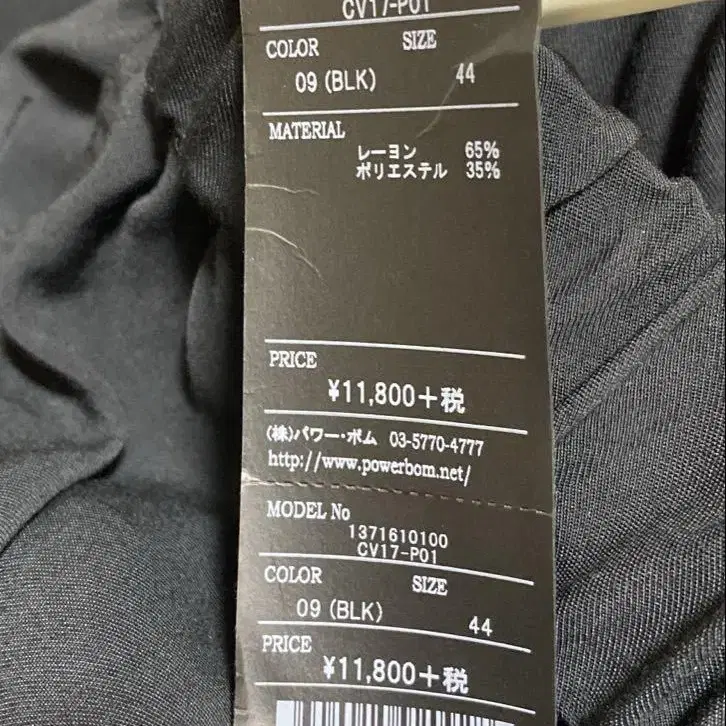 CV17-P01
COLOR SIZE
09 (BLK) 44
MATERIAL
レーヨン 65%
ポリエステル 35%
PRICE
¥11,800+税
(株)パワー・ボム 03-5770-4777
http://www.powerbom.net/
MODEL No
1371610100
CV17-P01
COLOR SIZE
09 (BLK) 44
PRICE
¥11,800+税